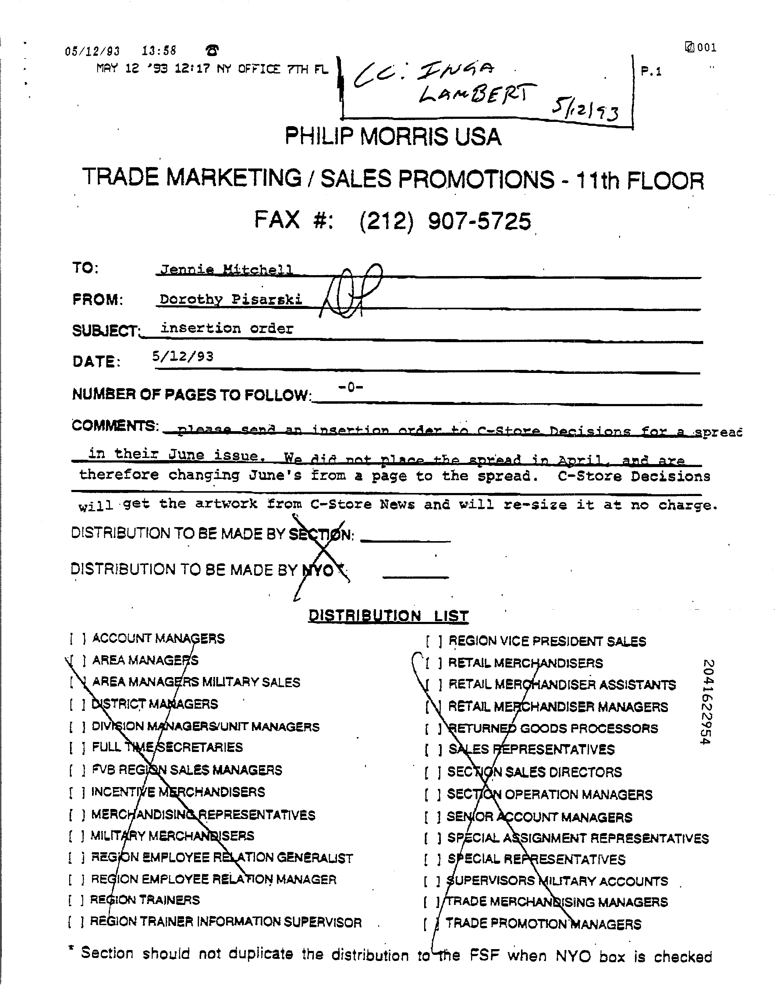 05/12/93 13:58 ☎ 001
MAY 12 '93 12:17 NY OFFICE 7TH FL P.1
CC: INGA
LAMBERT 5/12/93
PHILIP MORRIS USA
TRADE MARKETING / SALES PROMOTIONS - 11th FLOOR
FAX #: (212) 907-5725
TO: Jennie Mitchell
FROM: Dorothy Pisarski DP
SUBJECT: insertion order
DATE: 5/12/93
NUMBER OF PAGES TO FOLLOW: -0-
COMMENTS: please send an insertion order to C-Store Decisions for a spread
in their June issue. We did not place the spread in April, and are
therefore changing June's from a page to the spread. C-Store Decisions
will get the artwork from C-Store News and will re-size it at no charge.
DISTRIBUTION TO BE MADE BY SECTION:
DISTRIBUTION TO BE MADE BY NYO *:
DISTRIBUTION LIST
[ ] ACCOUNT MANAGERS
[ ] AREA MANAGERS
[ ] AREA MANAGERS MILITARY SALES
[ ] DISTRICT MANAGERS
[ ] DIVISION MANAGERS/UNIT MANAGERS
[ ] FULL TIME SECRETARIES
[ ] FVB REGION SALES MANAGERS
[ ] INCENTIVE MERCHANDISERS
[ ] MERCHANDISING REPRESENTATIVES
[ ] MILITARY MERCHANDISERS
[ ] REGION EMPLOYEE RELATION GENERALIST
[ ] REGION EMPLOYEE RELATION MANAGER
[ ] REGION TRAINERS
[ ] REGION TRAINER INFORMATION SUPERVISOR
[ ] REGION VICE PRESIDENT SALES
[ ] RETAIL MERCHANDISERS
[ ] RETAIL MERCHANDISER ASSISTANTS
[ ] RETAIL MERCHANDISER MANAGERS
[ ] RETURNED GOODS PROCESSORS
[ ] SALES REPRESENTATIVES
[ ] SECTION SALES DIRECTORS
[ ] SECTION OPERATION MANAGERS
[ ] SENIOR ACCOUNT MANAGERS
[ ] SPECIAL ASSIGNMENT REPRESENTATIVES
[ ] SPECIAL REPRESENTATIVES
[ ] SUPERVISORS MILITARY ACCOUNTS
[ ] TRADE MERCHANDISING MANAGERS
[ ] TRADE PROMOTION MANAGERS
* Section should not duplicate the distribution to the FSF when NYO box is checked
2041622954